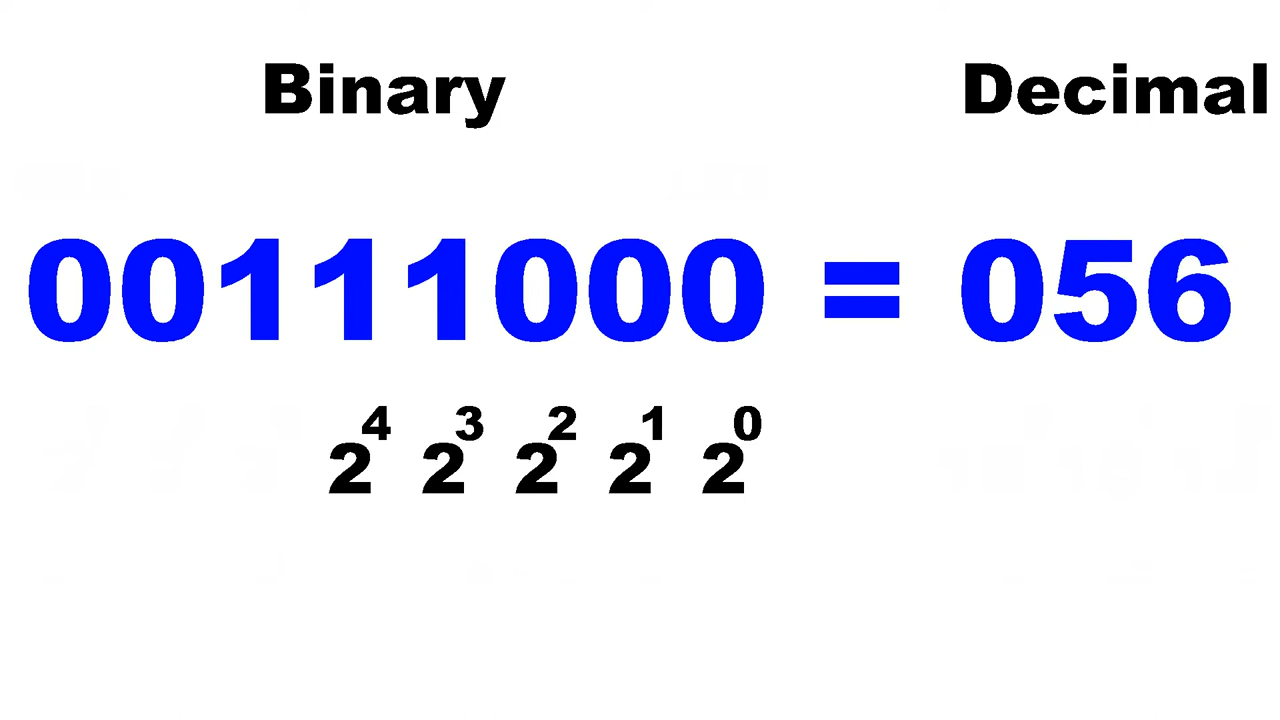 Binary Decimal
00111000 = 056
2⁴ 2³ 2² 2¹ 2⁰